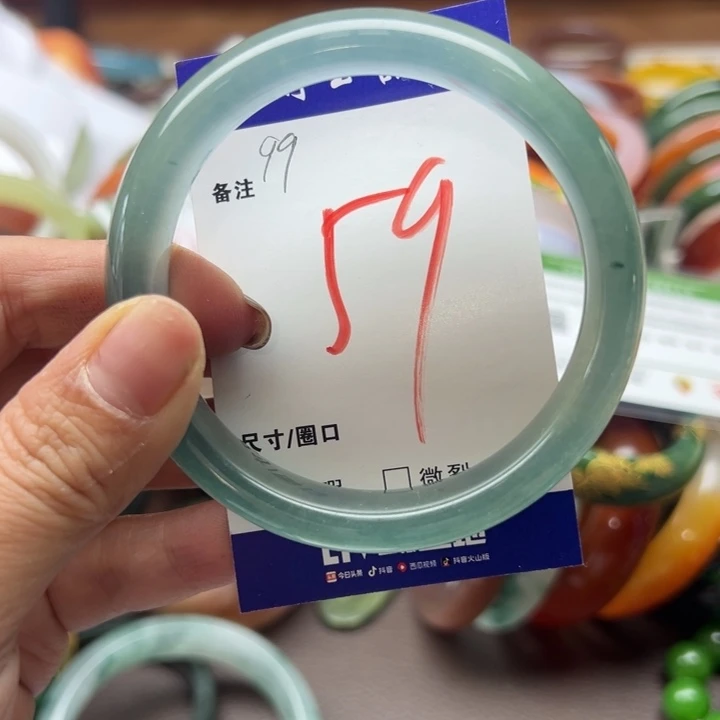 备注 99
59
尺寸/圈口
微裂
今日头条 抖音 西瓜视频 抖音火山版